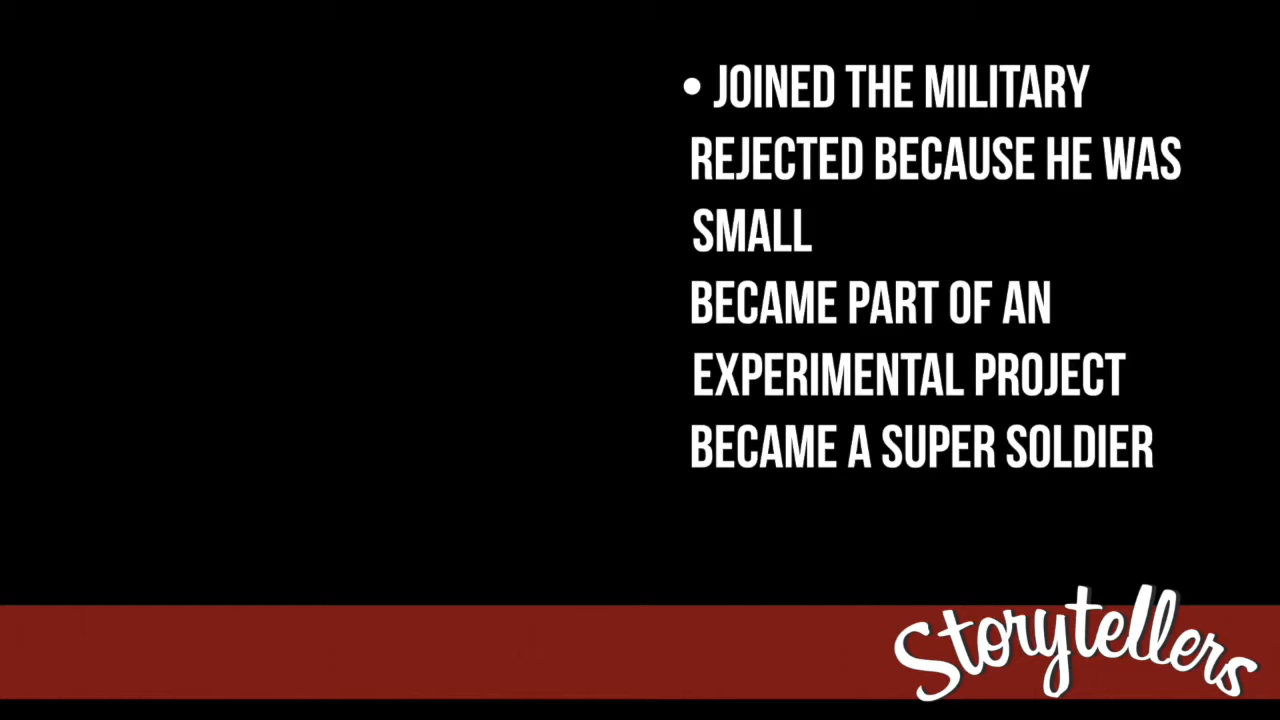 • JOINED THE MILITARY
REJECTED BECAUSE HE WAS
SMALL
BECAME PART OF AN
EXPERIMENTAL PROJECT
BECAME A SUPER SOLDIER
Storytellers